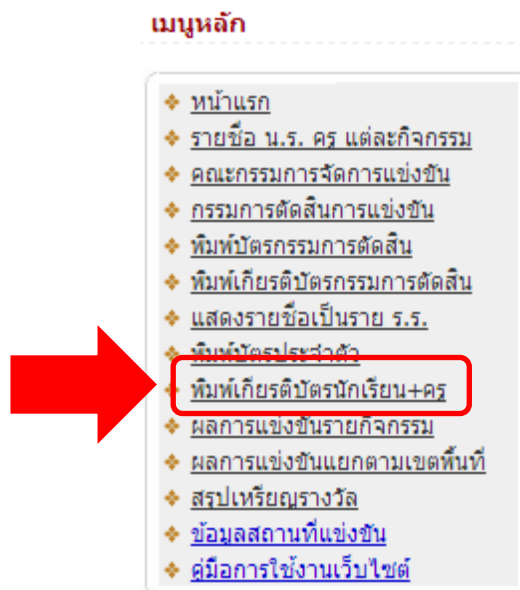 เมนูหลัก
หน้าแรก
รายชื่อ น.ร. ครู แต่ละกิจกรรม
คณะกรรมการจัดการแข่งขัน
กรรมการตัดสินการแข่งขัน
พิมพ์บัตรกรรมการตัดสิน
พิมพ์เกียรติบัตรกรรมการตัดสิน
แสดงรายชื่อเป็นราย ร.ร.
พิมพ์บัตรประจำตัว
พิมพ์เกียรติบัตรนักเรียน+ครู
ผลการแข่งขันรายกิจกรรม
ผลการแข่งขันแยกตามเขตพื้นที่
สรุปเหรียญรางวัล
ข้อมูลสถานที่แข่งขัน
คู่มือการใช้งานเว็บไซต์